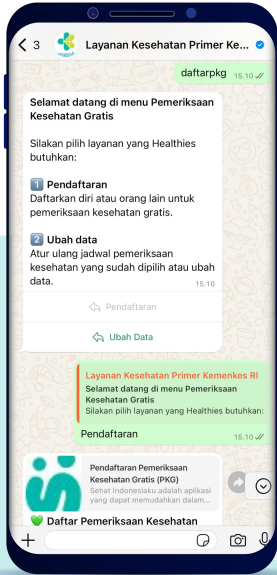 3
Layanan Kesehatan Primer Ke...
daftarpkg 15.10
Selamat datang di menu Pemeriksaan
Kesehatan Gratis
Silakan pilih layanan yang Healthies
butuhkan:
1 Pendaftaran
Daftarkan diri atau orang lain untuk
pemeriksaan kesehatan gratis.
2 Ubah data
Atur ulang jadwal pemeriksaan
kesehatan yang sudah dipilih atau ubah
data. 15.10
Pendaftaran
Ubah Data
Layanan Kesehatan Primer Kemenkes RI
Selamat datang di menu Pemeriksaan
Kesehatan Gratis
Silakan pilih layanan yang Healthies butuhkan:
Pendaftaran 15.10
Pendaftaran Pemeriksaan
Kesehatan Gratis (PKG)
Sehat Indonesiaku adalah aplikasi
yang dapat memudahkan dalam...
Daftar Pemeriksaan Kesehatan